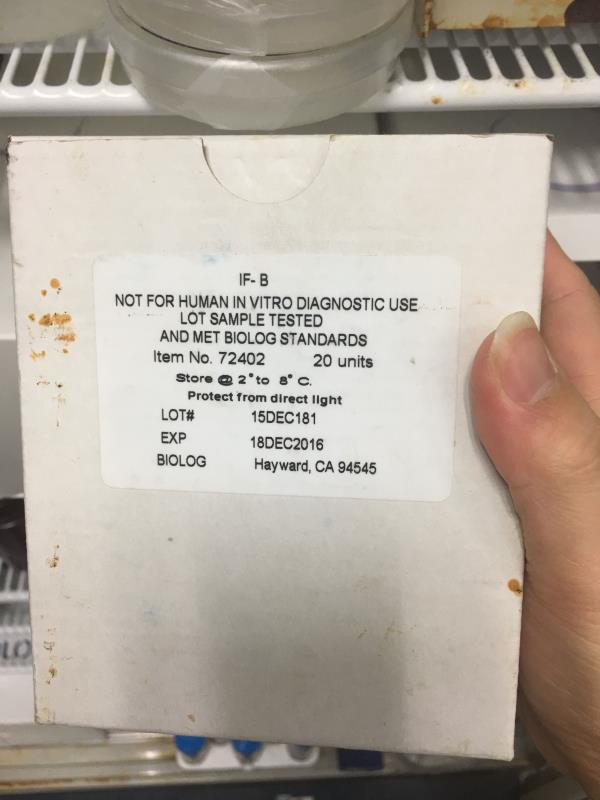 IF- B
NOT FOR HUMAN IN VITRO DIAGNOSTIC USE
LOT SAMPLE TESTED
AND MET BIOLOG STANDARDS
Item No. 72402 20 units
Store @ 2° to 8° C.
Protect from direct light
LOT# 15DEC181
EXP 18DEC2016
BIOLOG Hayward, CA 94545